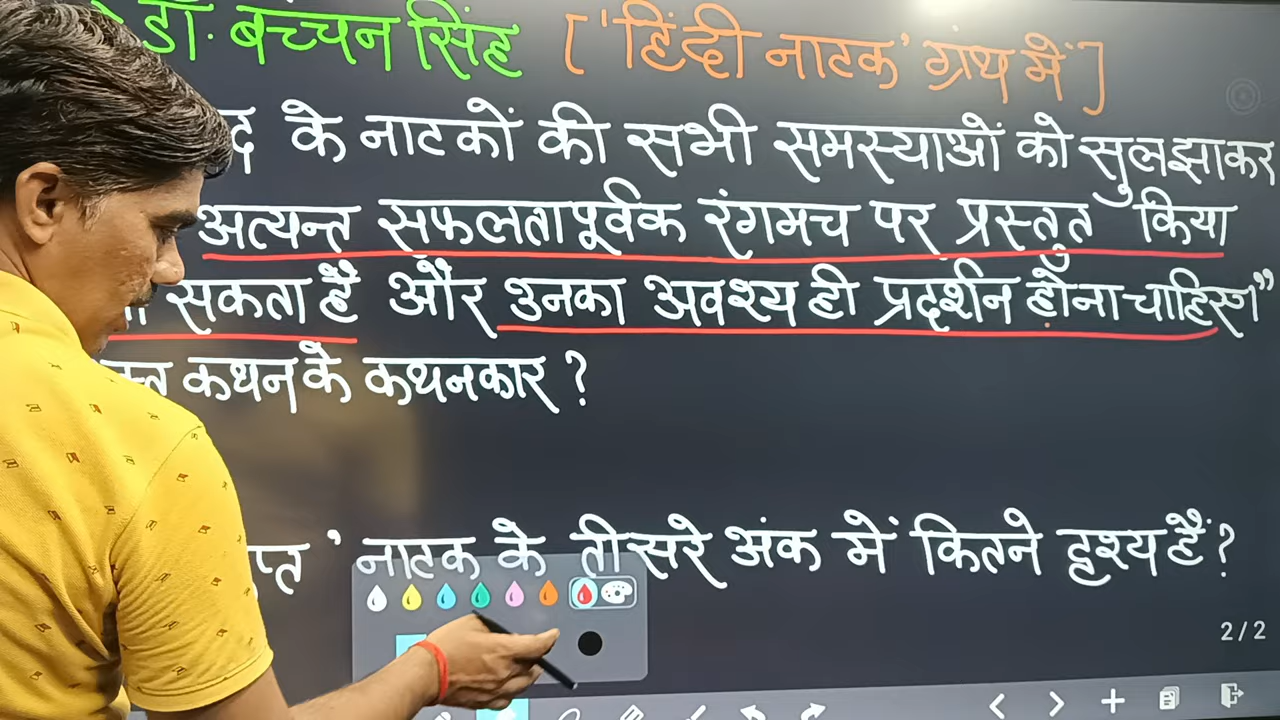 डॉ. बच्चन सिंह ['हिंदी नाटक' ग्रंथ में]
के नाटकों की सभी समस्याओं को सुलझाकर
अत्यन्त सफलतापूर्वक रंगमच पर प्रस्तुत किया
सकता है और उनका अवश्य ही प्रदर्शन होना चाहिए।"
कथन के कथनकार ?
' नाटक के तीसरे अंक में कितने दृश्य हैं ?
2/2